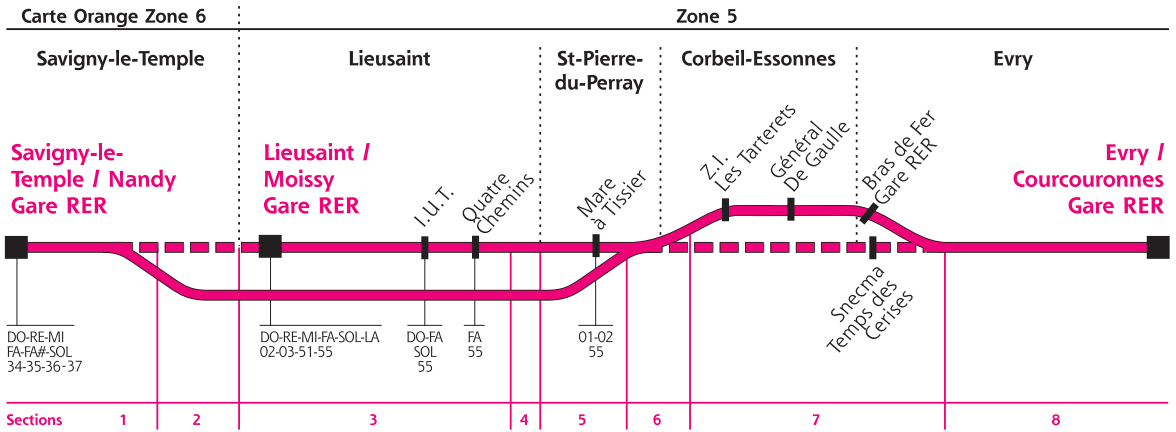 Carte Orange Zone 6
Zone 5
Savigny-le-Temple
Lieusaint
St-Pierre-
du-Perray
Corbeil-Essonnes
Evry
Savigny-le-
Temple / Nandy
Gare RER
Lieusaint /
Moissy
Gare RER
I.U.T.
Quatre
Chemins
Mare
à Tissier
Z.I.
Les Tarterets
Général
De Gaulle
Bras de Fer
Gare RER
Evry /
Courcouronnes
Gare RER
Snecma
Temps des
Cerises
DO-RE-MI
FA-FA#-SOL
34-35-36-37
DO-RE-MI-FA-SOL-LA
02-03-51-55
DO-FA
SOL
55
FA
55
01-02
55
Sections 1 2 3 4 5 6 7 8